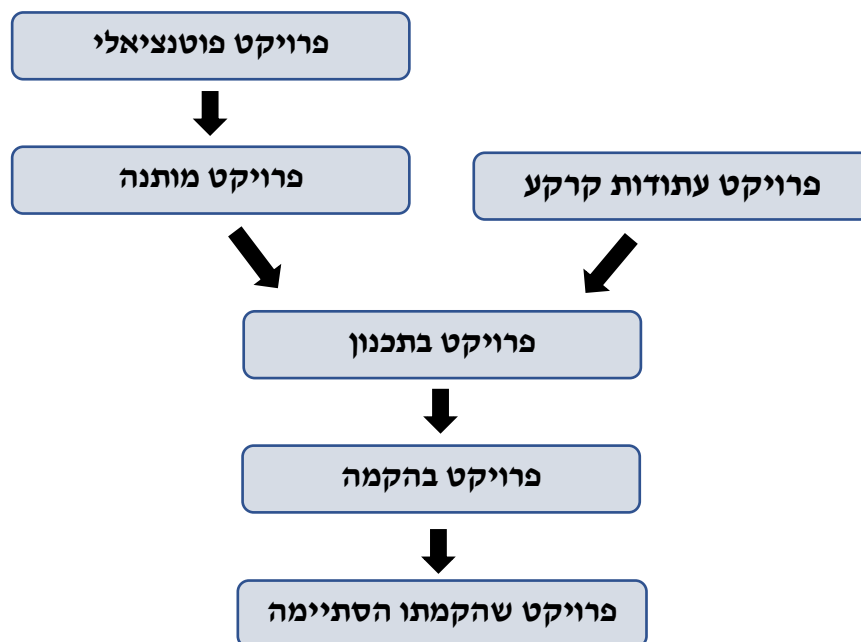 פרויקט פוטנציאלי
פרויקט מותנה
פרויקט עתודות קרקע
פרויקט בתכנון
פרויקט בהקמה
פרויקט שהקמתו הסתיימה